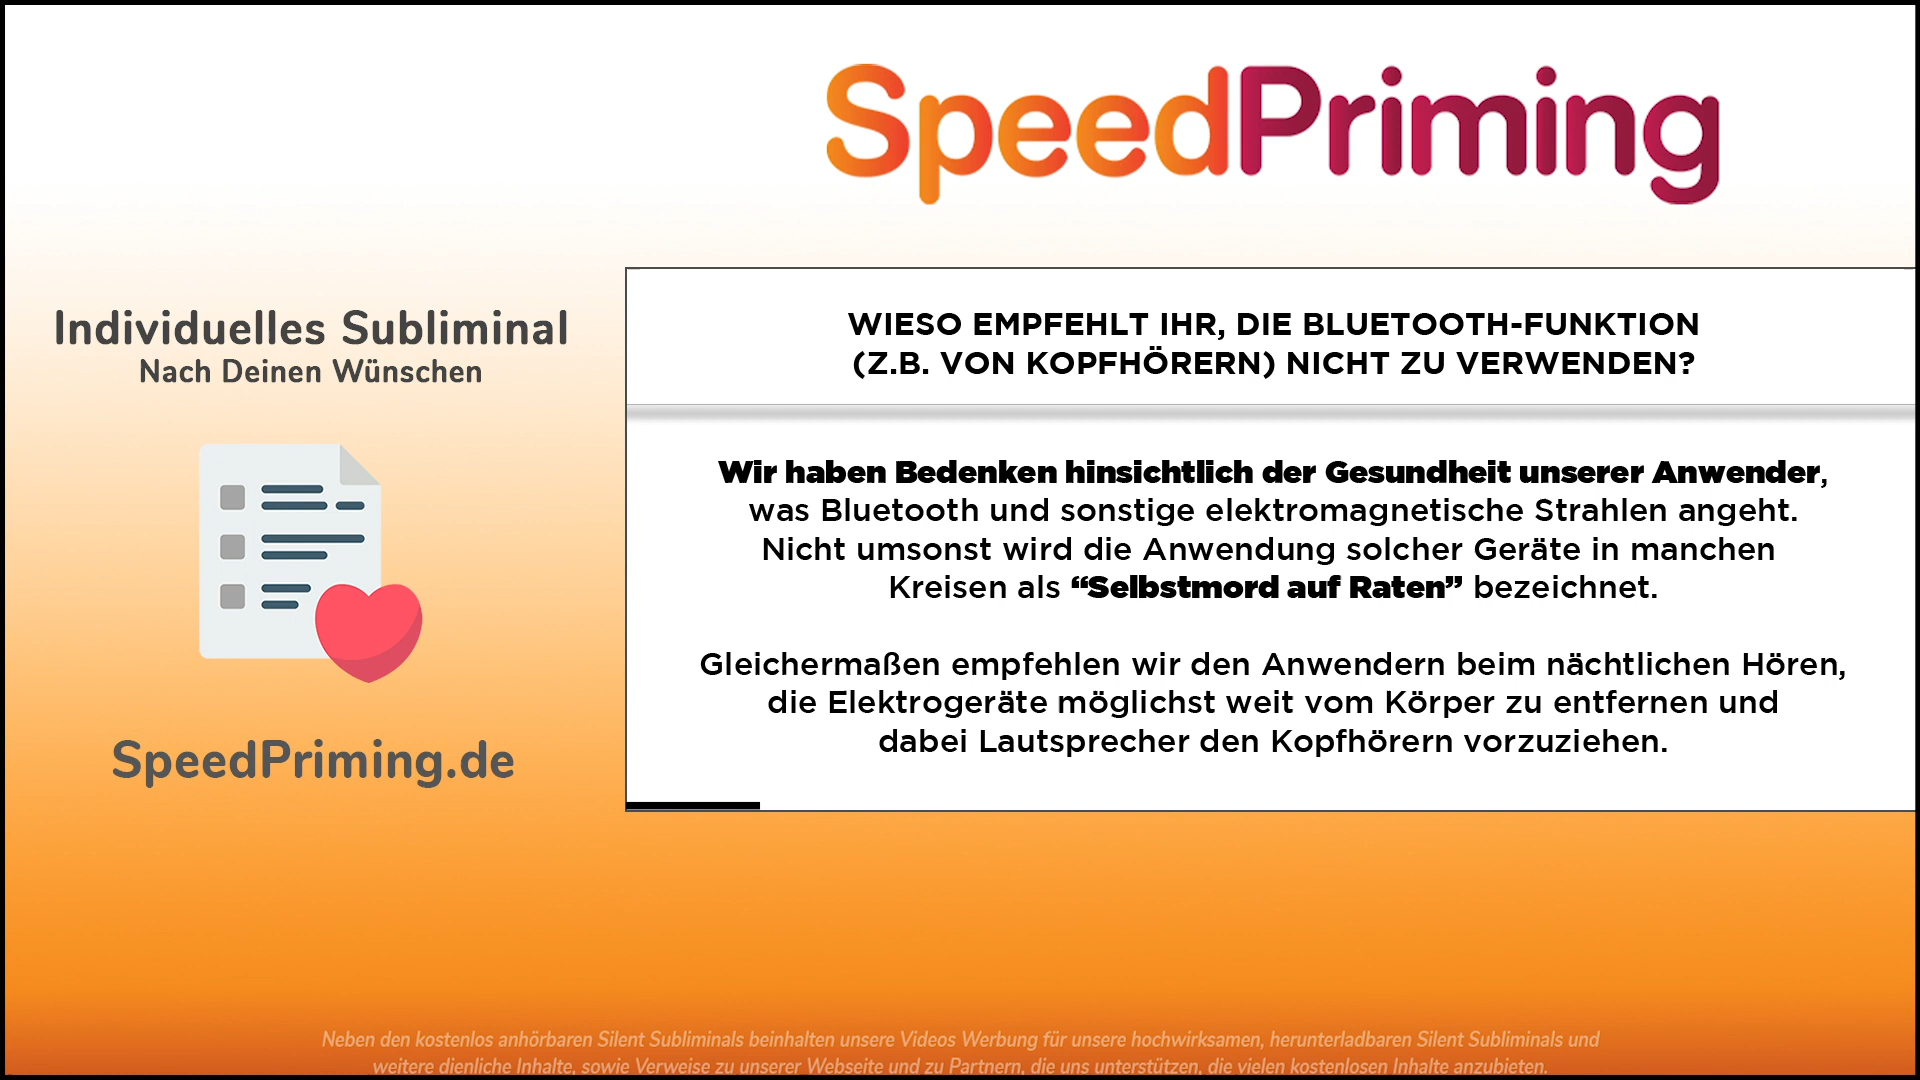 SpeedPriming
Individuelles Subliminal
Nach Deinen Wünschen
SpeedPriming.de
WIESO EMPFEHLT IHR, DIE BLUETOOTH-FUNKTION
(Z.B. VON KOPFHÖRERN) NICHT ZU VERWENDEN?
Wir haben Bedenken hinsichtlich der Gesundheit unserer Anwender,
was Bluetooth und sonstige elektromagnetische Strahlen angeht.
Nicht umsonst wird die Anwendung solcher Geräte in manchen
Kreisen als “Selbstmord auf Raten” bezeichnet.
Gleichermaßen empfehlen wir den Anwendern beim nächtlichen Hören,
die Elektrogeräte möglichst weit vom Körper zu entfernen und
dabei Lautsprecher den Kopfhörern vorzuziehen.
Neben den kostenlos anhörbaren Silent Subliminals beinhalten unsere Videos Werbung für unsere hochwirksamen, herunterladbaren Silent Subliminals und
weitere dienliche Inhalte, sowie Verweise zu unserer Webseite und zu Partnern, die uns unterstützen, die vielen kostenlosen Inhalte anzubieten.